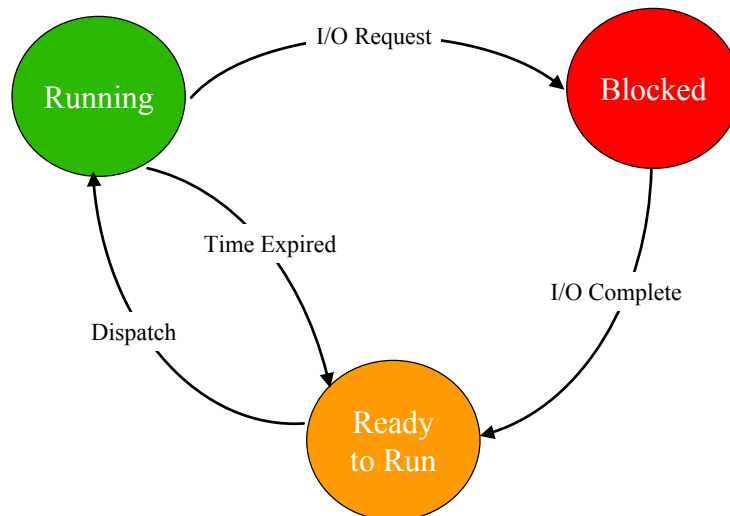 I/O Request
Running
Blocked
Time Expired
I/O Complete
Dispatch
Ready
to Run